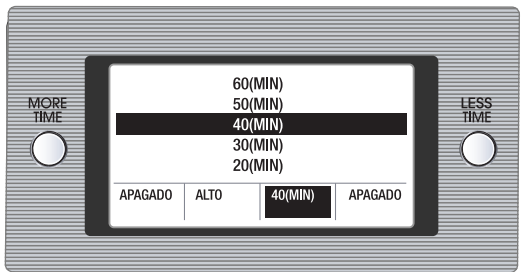 MORE
TIME
LESS
TIME
60(MIN)
50(MIN)
40(MIN)
30(MIN)
20(MIN)
APAGADO ALTO 40(MIN) APAGADO